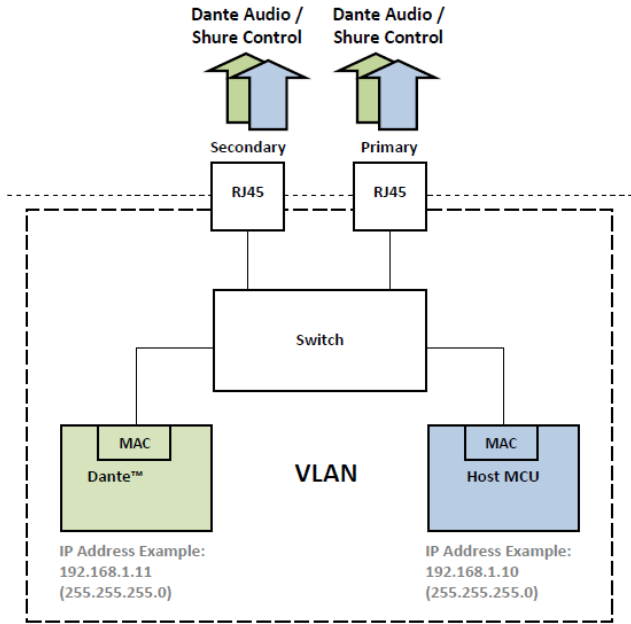 Dante Audio /
Shure Control
Dante Audio /
Shure Control
Secondary
Primary
RJ45
RJ45
Switch
MAC
Dante™
VLAN
MAC
Host MCU
IP Address Example:
192.168.1.11
(255.255.255.0)
IP Address Example:
192.168.1.10
(255.255.255.0)